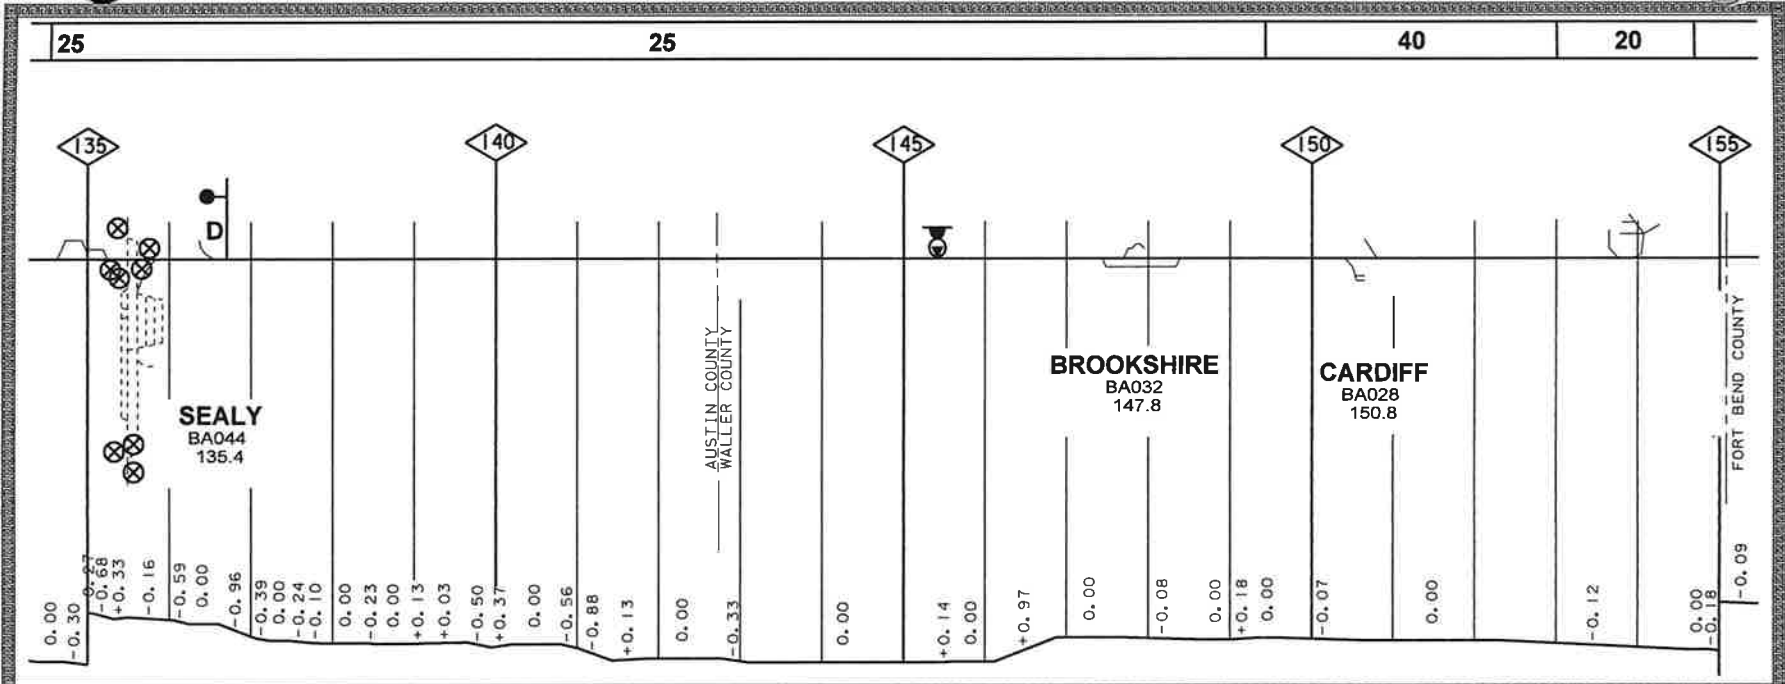 25 25 40 20
135 140 145 150 155
D
AUSTIN COUNTY
WALLER COUNTY
FORT BEND COUNTY
BROOKSHIRE
BA032
147.8
CARDIFF
BA028
150.8
SEALY
BA044
135.4
0.00 -0.30 0.27 -0.68 +0.33 -0.16 -0.59 0.00 -0.96 -0.39 0.00 -0.24 -0.10 0.00 -0.23 0.00 +0.13 +0.03 -0.50 +0.37 0.00 -0.56 -0.88 +0.13 0.00 -0.33 0.00 +0.14 0.00 +0.97 0.00 -0.08 0.00 +0.18 0.00 -0.07 0.00 -0.12 0.00 -0.18 -0.09